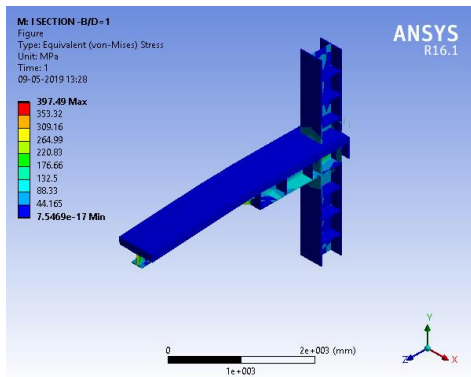 M: I SECTION -B/D=1
Figure
Type: Equivalent (von-Mises) Stress
Unit: MPa
Time: 1
09-05-2019 13:28
ANSYS
R16.1
397.49 Max
353.32
309.16
264.99
220.83
176.66
132.5
88.33
44.165
7.5469e-17 Min
0
2e+003 (mm)
1e+003
Y
Z
X